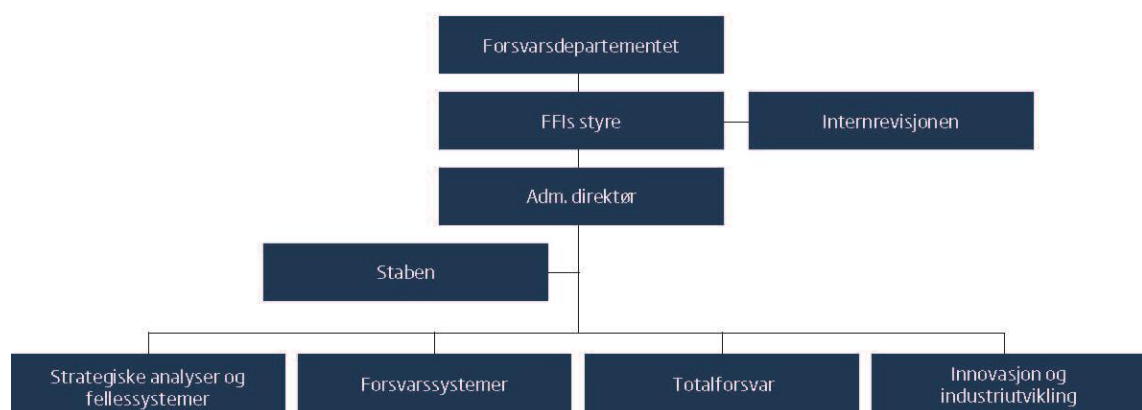 Forsvarsdepartementet
FFIs styre
Internrevisjonen
Adm. direktør
Staben
Strategiske analyser og
fellessystemer
Forsvarssystemer
Totalforsvar
Innovasjon og
industriutvikling